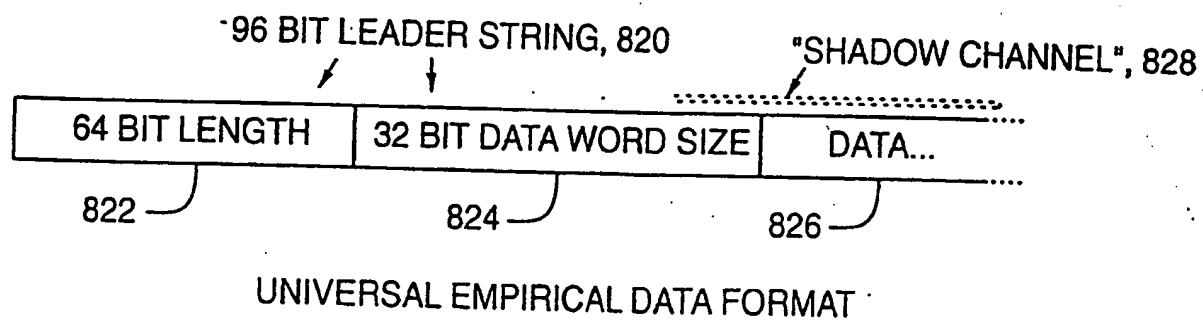 96 BIT LEADER STRING, 820
"SHADOW CHANNEL", 828
64 BIT LENGTH
32 BIT DATA WORD SIZE
DATA...
822
824
826
UNIVERSAL EMPIRICAL DATA FORMAT